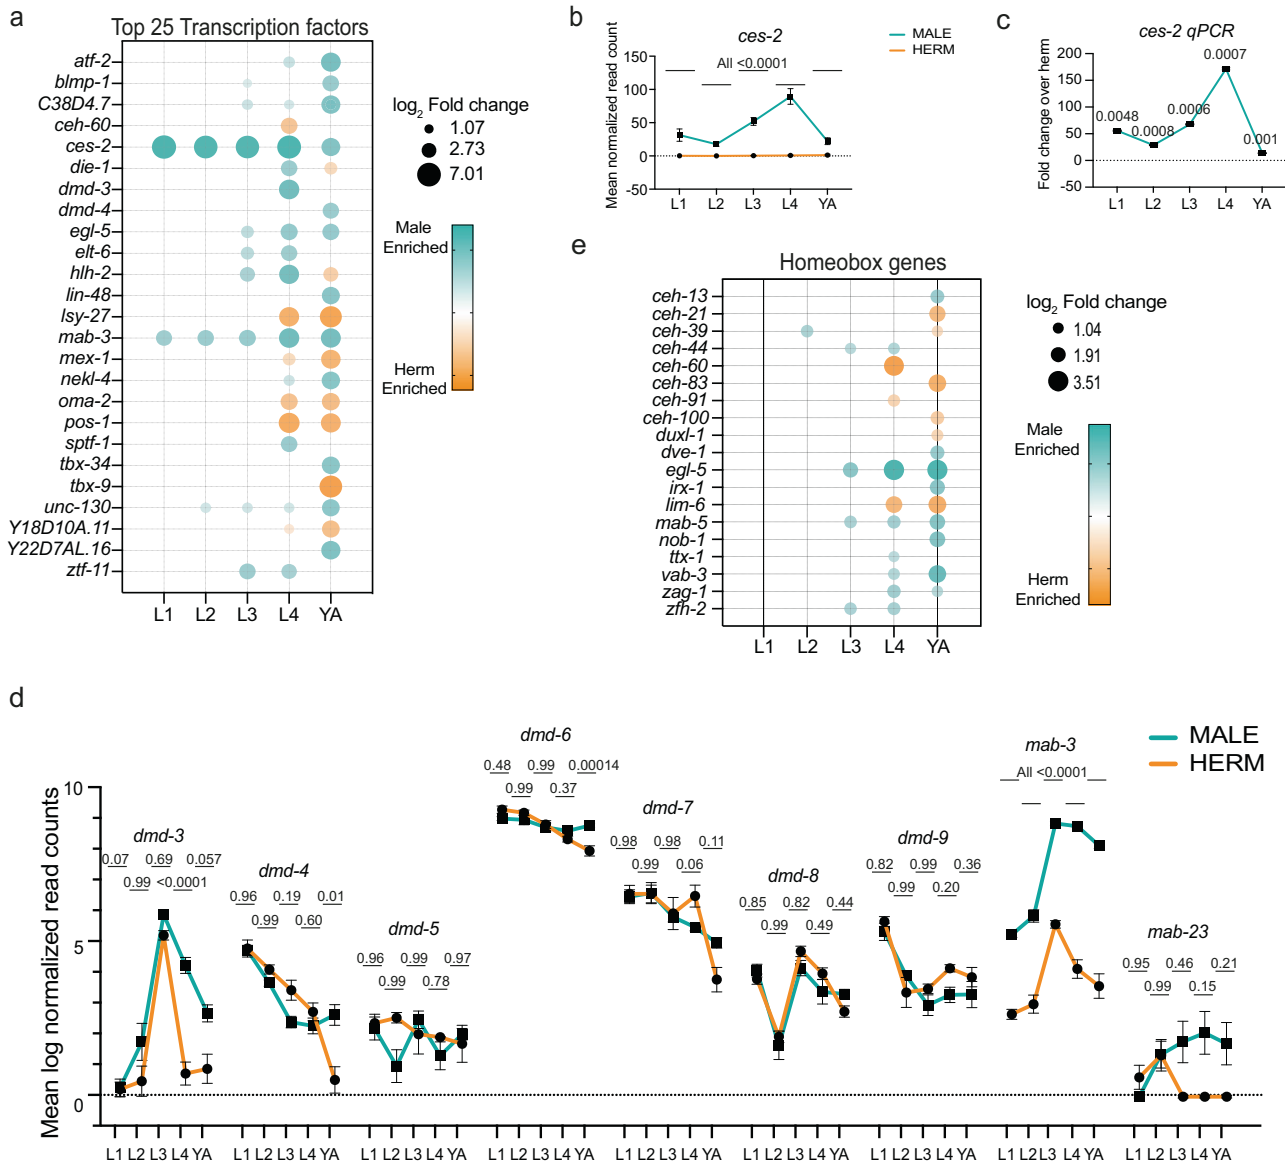 a
Top 25 Transcription factors
atf-2
blmp-1
C38D4.7
ceh-60
ces-2
die-1
dmd-3
dmd-4
egl-5
elt-6
hlh-2
lin-48
lsy-27
mab-3
mex-1
nekl-4
oma-2
pos-1
sptf-1
tbx-34
tbx-9
unc-130
Y18D10A.11
Y22D7AL.16
ztf-11
L1 L2 L3 L4 YA
log2 Fold change
1.07
2.73
7.01
Male
Enriched
Herm
Enriched
b
ces-2
MALE
HERM
Mean normalized read count
150
100
50
0
-50
All <0.0001
L1 L2 L3 L4 YA
c
ces-2 qPCR
Fold change over herm
200
150
100
50
0
-50
0.0048
0.0008
0.0006
0.0007
0.001
L1 L2 L3 L4 YA
e
Homeobox genes
ceh-13
ceh-21
ceh-39
ceh-44
ceh-60
ceh-83
ceh-91
ceh-100
duxl-1
dve-1
egl-5
irx-1
lim-6
mab-5
nob-1
ttx-1
vab-3
zag-1
zfh-2
L1 L2 L3 L4 YA
log2 Fold change
1.04
1.91
3.51
Male
Enriched
Herm
Enriched
d
MALE
HERM
Mean log normalized read counts
10
5
0
dmd-3
0.07 0.69 0.057
0.99 <0.0001
dmd-4
0.96 0.19 0.01
0.99 0.60
dmd-5
0.96 0.99 0.97
0.99 0.78
dmd-6
0.48 0.99 0.00014
0.99 0.37
dmd-7
0.98 0.98 0.11
0.99 0.06
dmd-8
0.85 0.82 0.44
0.99 0.49
dmd-9
0.82 0.99 0.36
0.99 0.20
mab-3
All <0.0001
mab-23
0.95 0.46 0.21
0.99 0.15
L1 L2 L3 L4 YA L1 L2 L3 L4 YA L1 L2 L3 L4 YA L1 L2 L3 L4 YA L1 L2 L3 L4 YA L1 L2 L3 L4 YA L1 L2 L3 L4 YA L1 L2 L3 L4 YA L1 L2 L3 L4 YA